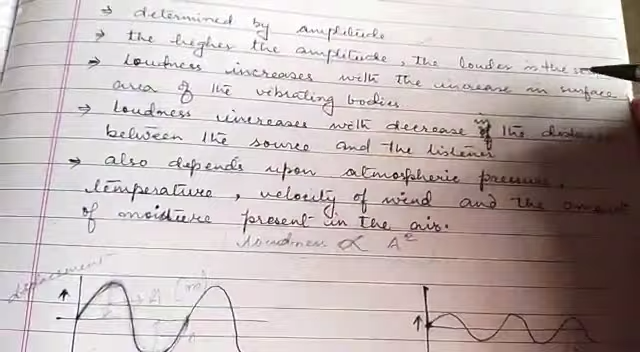 → determined by amplitude
→ the higher the amplitude, the louder is the
→ Loudness increases with the increase in surface
area of the vibrating bodies
→ Loudness increases with decrease in the
between the source and the listener
→ also depends upon atmospheric pressure,
temperature, velocity of wind and the
of moisture present in the air.
Loudness ∝ A²
displacement
(m)